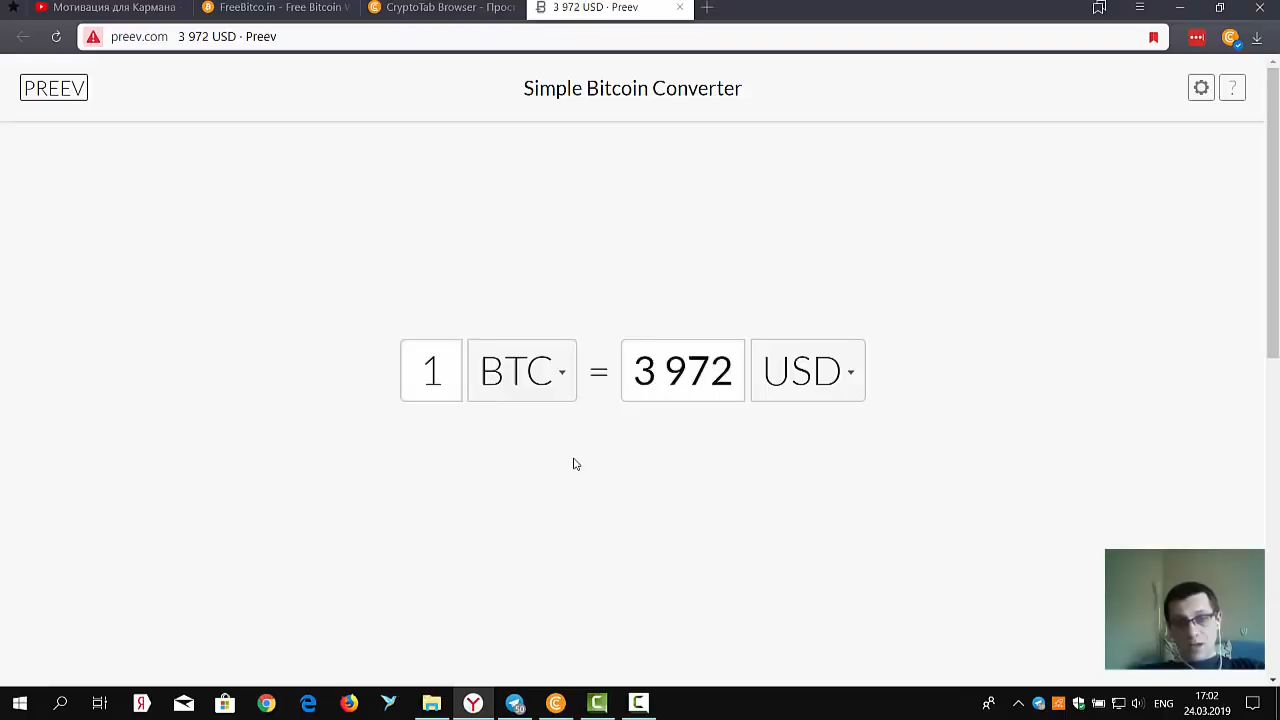 Мотивация для Кармана
FreeBitco.in - Free Bitcoin
CryptoTab Browser - Прос
3 972 USD · Preev
preev.com 3 972 USD · Preev
PREEV
Simple Bitcoin Converter
?
1 BTC = 3 972 USD
50
ENG
17:02
24.03.2019